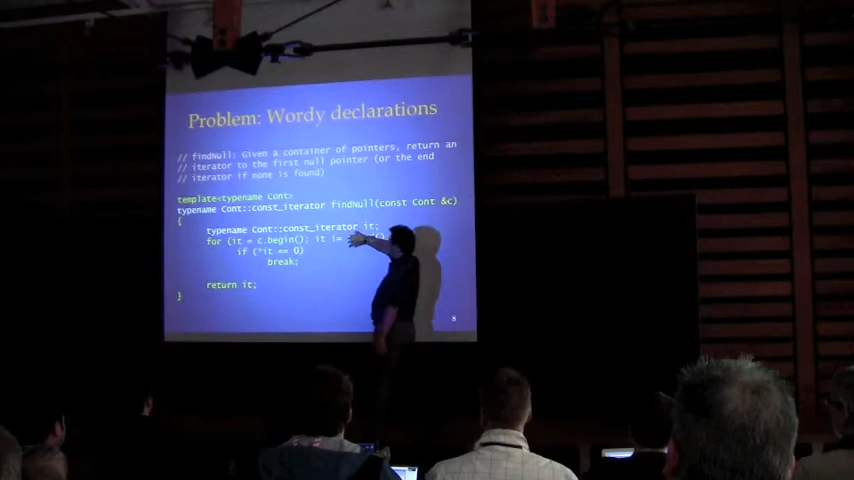 Problem: Wordy declarations
// findNull: Given a container of pointers, return an
// iterator to the first null pointer (or the end
// iterator if none is found)
template<typename Cont>
typename Cont::const_iterator findNull(const Cont &c)
{
typename Cont::const_iterator it;
for (it = c.begin(); it !=
if (*it == 0)
break;
return it;
}
8